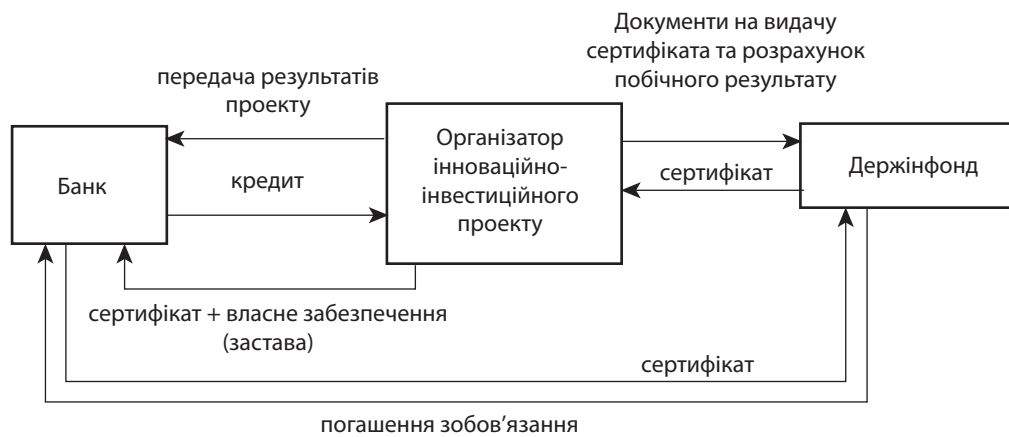 Документи на видачу
сертифіката та розрахунок
побічного результату
передача результатів
проекту
Банк
кредит
Організатор
інноваційно-
інвестиційного
проекту
сертифікат
Держінфонд
сертифікат + власне забезпечення
(застава)
сертифікат
погашення зобов’язання